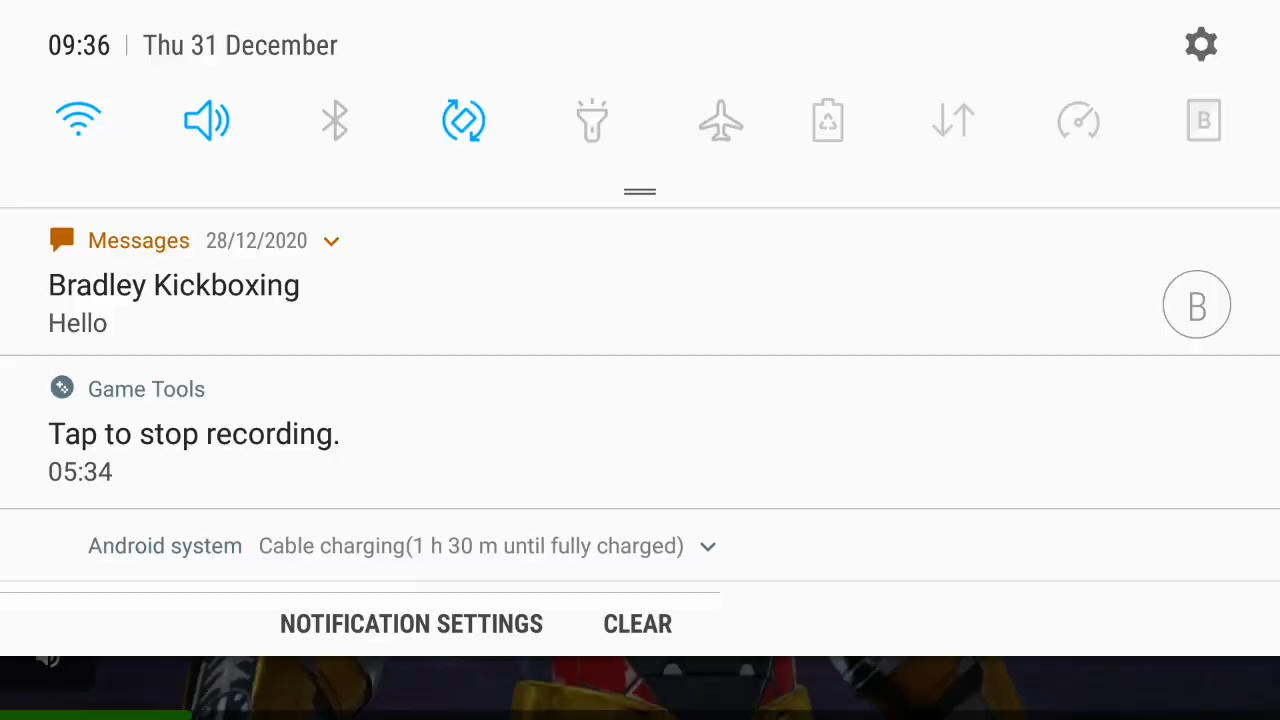 09:36 | Thu 31 December
B
Messages 28/12/2020
Bradley Kickboxing
Hello
B
Game Tools
Tap to stop recording.
05:34
Android system Cable charging(1 h 30 m until fully charged)
NOTIFICATION SETTINGS CLEAR